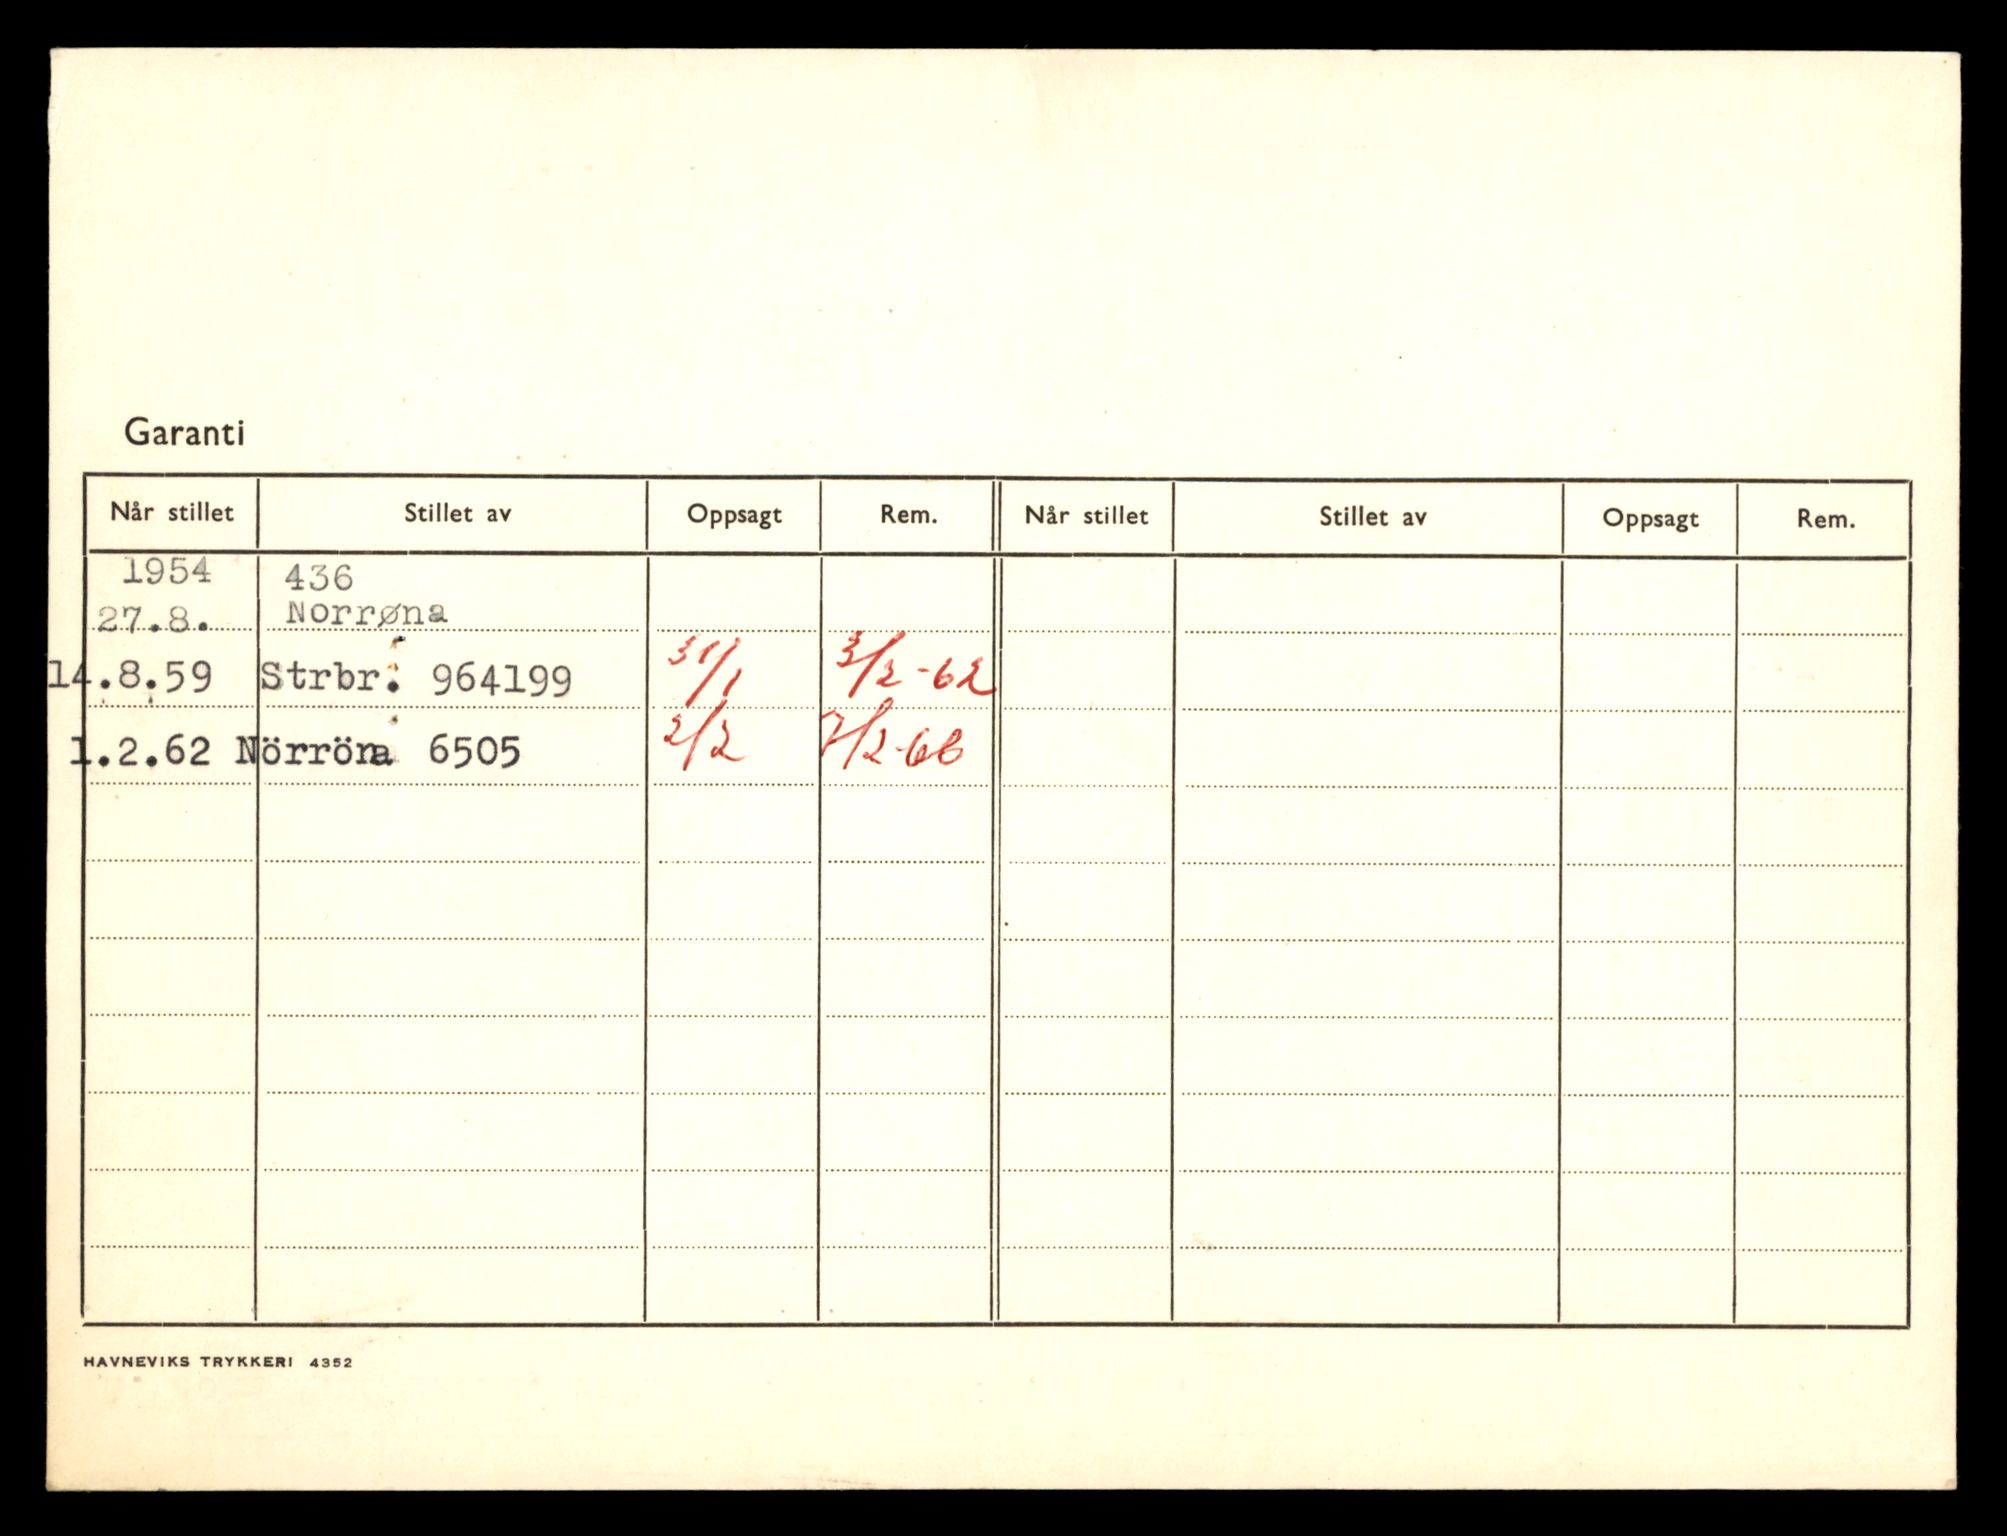 Garanti
Når stillet Stillet av Oppsagt Rem. Når stillet Stillet av Oppsagt Rem.
1954 436
27.8. Norrøna
14.8.59 Strbr. 964199 31/1 3/2-62
1.2.62 Nörröna 6505 2/2 7/2-66
HAVNEVIKS TRYKKERI 4352